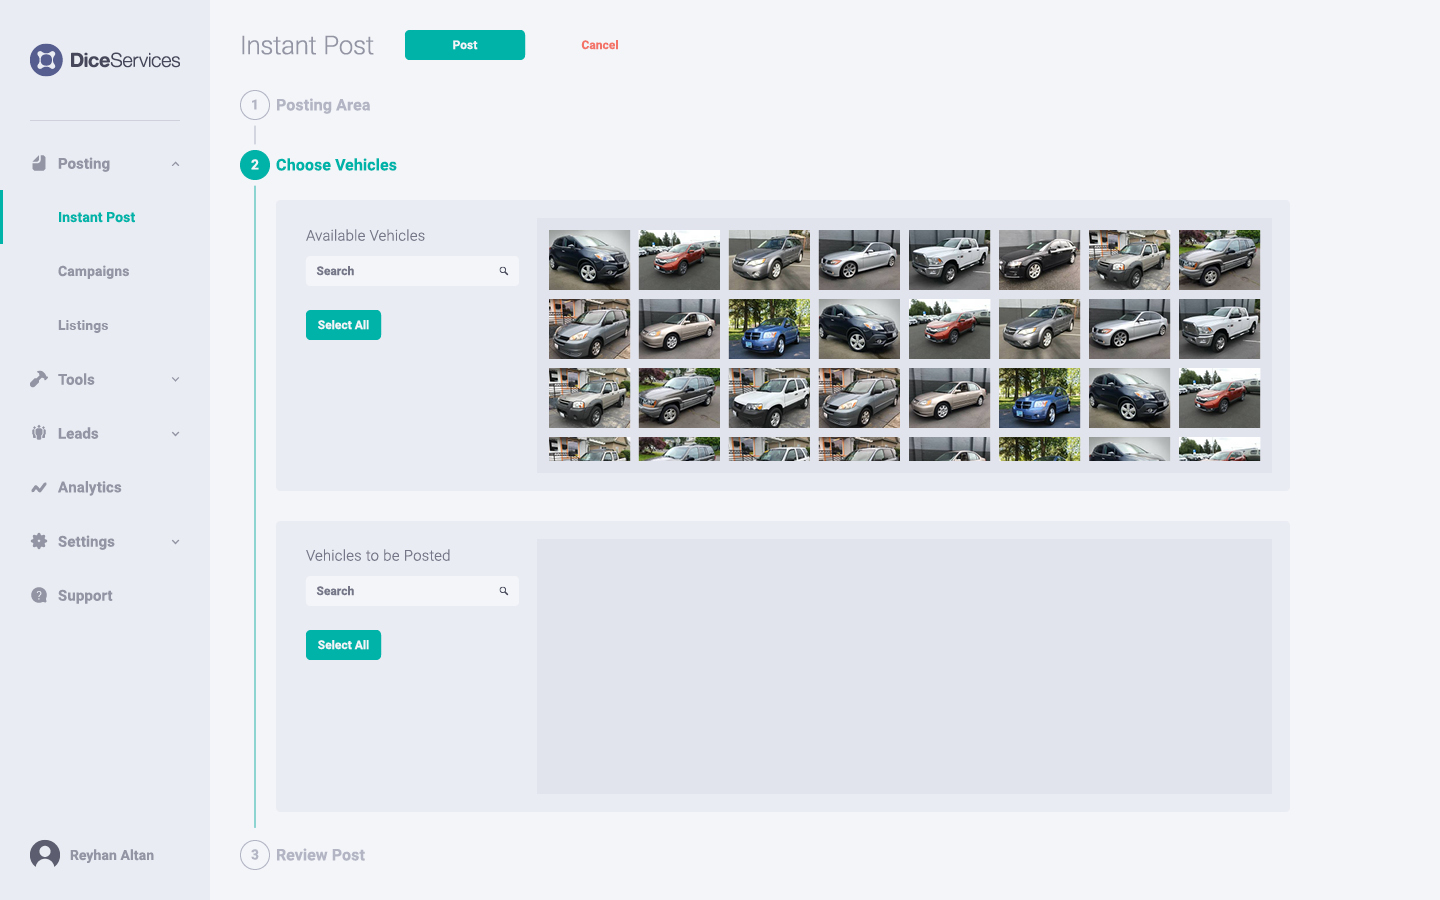 DiceServices
Posting
Instant Post
Campaigns
Listings
Tools
Leads
Analytics
Settings
Support
Reyhan Altan
Instant Post
Post
Cancel
1
Posting Area
2
Choose Vehicles
Available Vehicles
Search
Select All
Vehicles to be Posted
Search
Select All
3
Review Post